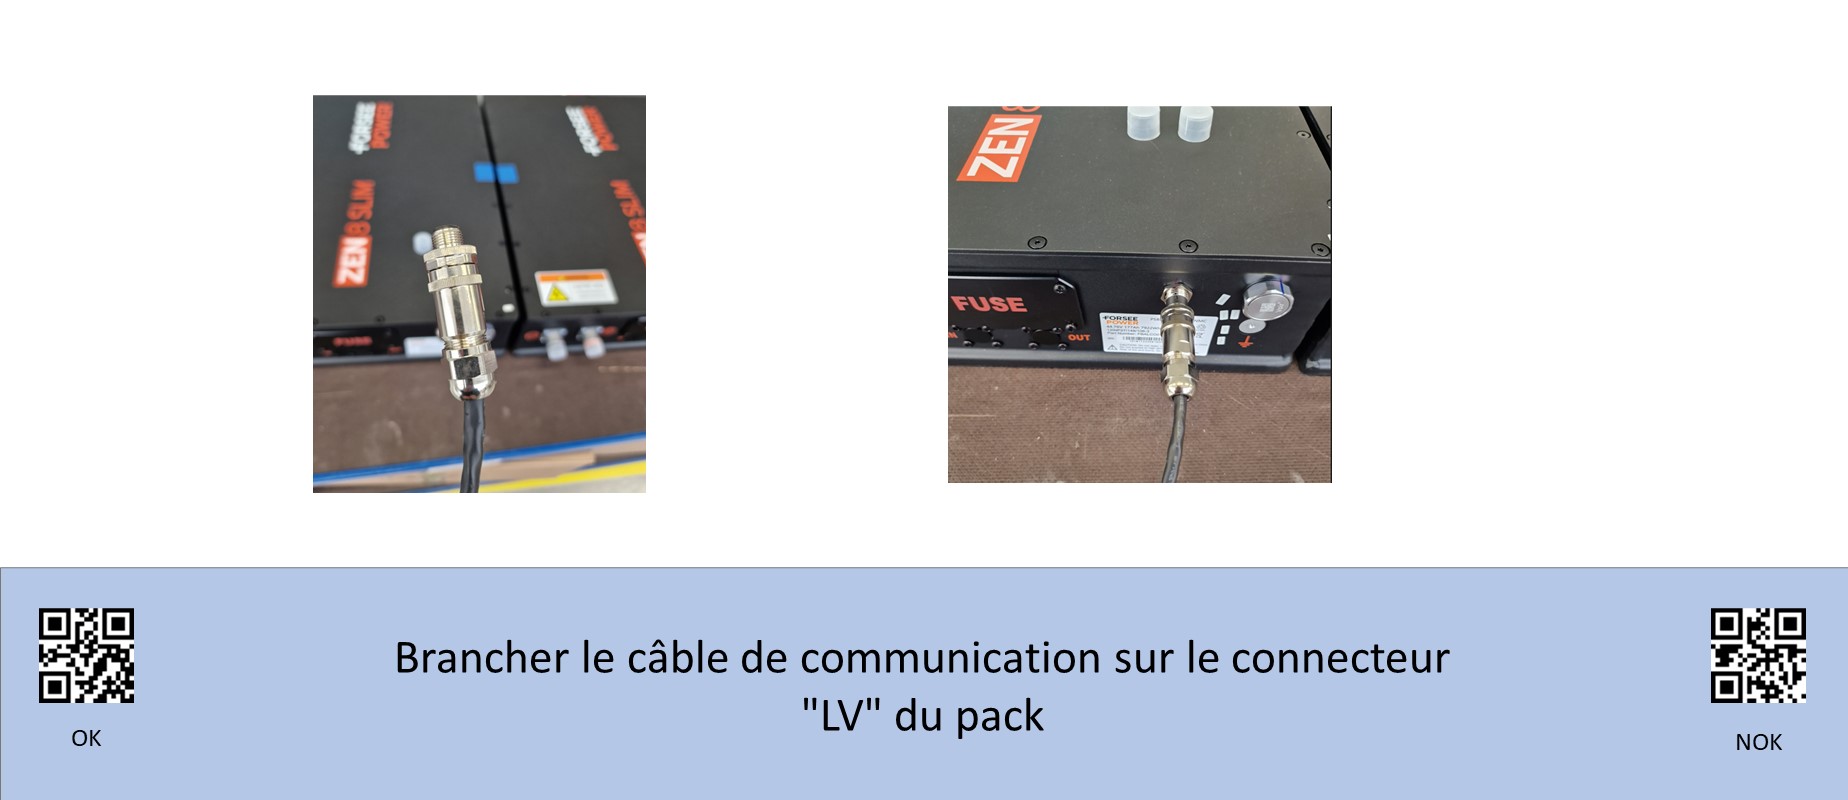 FORSEE
POWER
ZEN 8 SLIM
FORSEE
POWER
SLIM
FUSE
ZEN 8
FUSE
FORSEE
POWER
OUT
Brancher le câble de communication sur le connecteur
"LV" du pack
OK
NOK